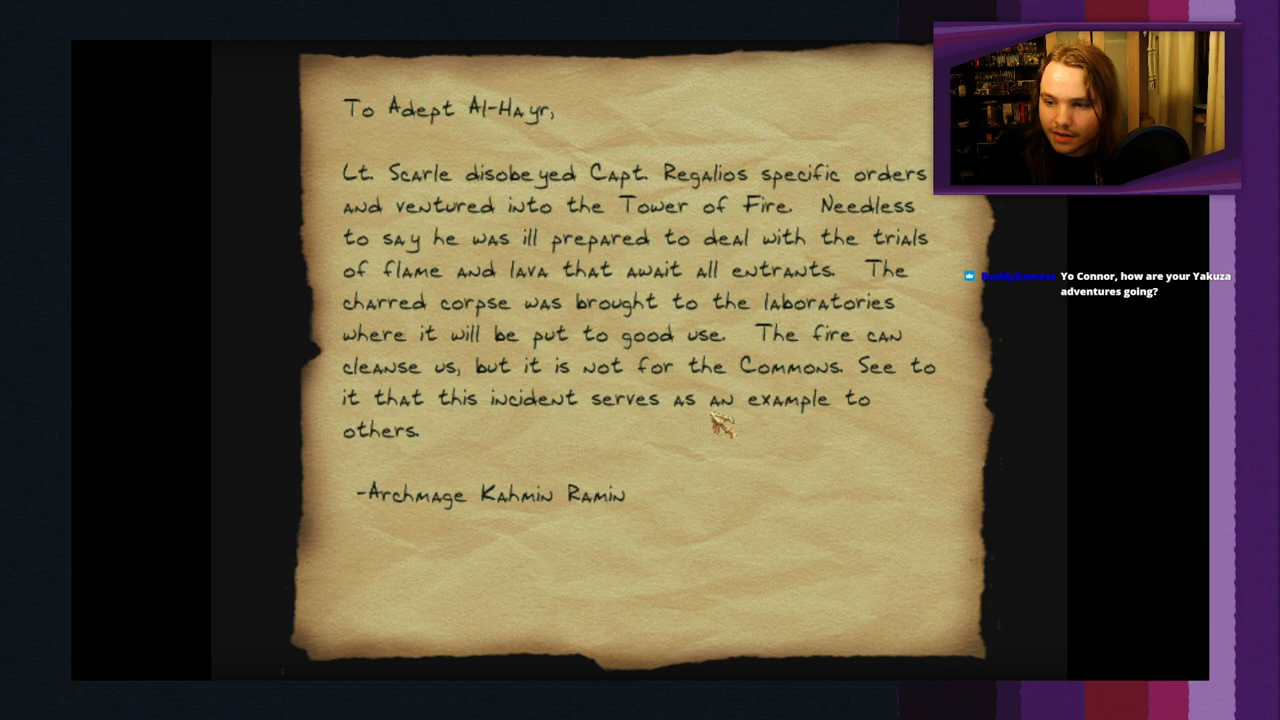 To Adept Al-Hayr,
Lt. Scarle disobeyed Capt. Regalios specific orders
and ventured into the Tower of Fire. Needless
to say he was ill prepared to deal with the trials
of flame and lava that await all entrants. The
charred corpse was brought to the laboratories
where it will be put to good use. The fire can
cleanse us, but it is not for the Commons. See to
it that this incident serves as an example to
others.
-Archmage Kahmin Ramin
Yo Connor, how are your Yakuza
adventures going?